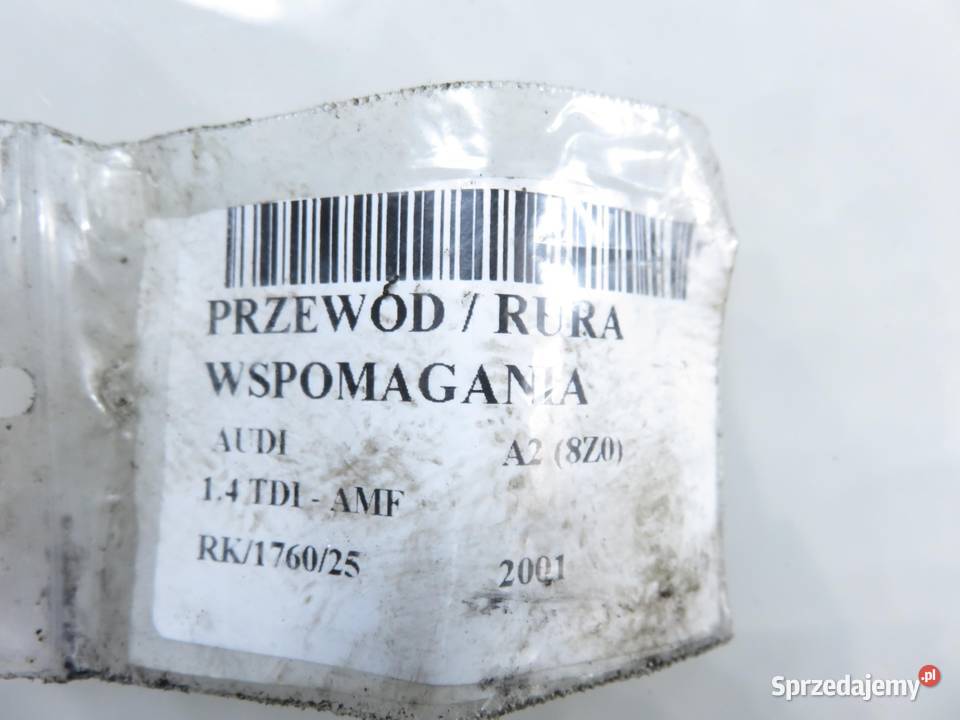 PRZEWÓD / RURA
WSPOMAGANIA
AUDI A2 (8Z0)
1.4 TDI - AMF
RK/1760/25 2001
Sprzedajemy.pl